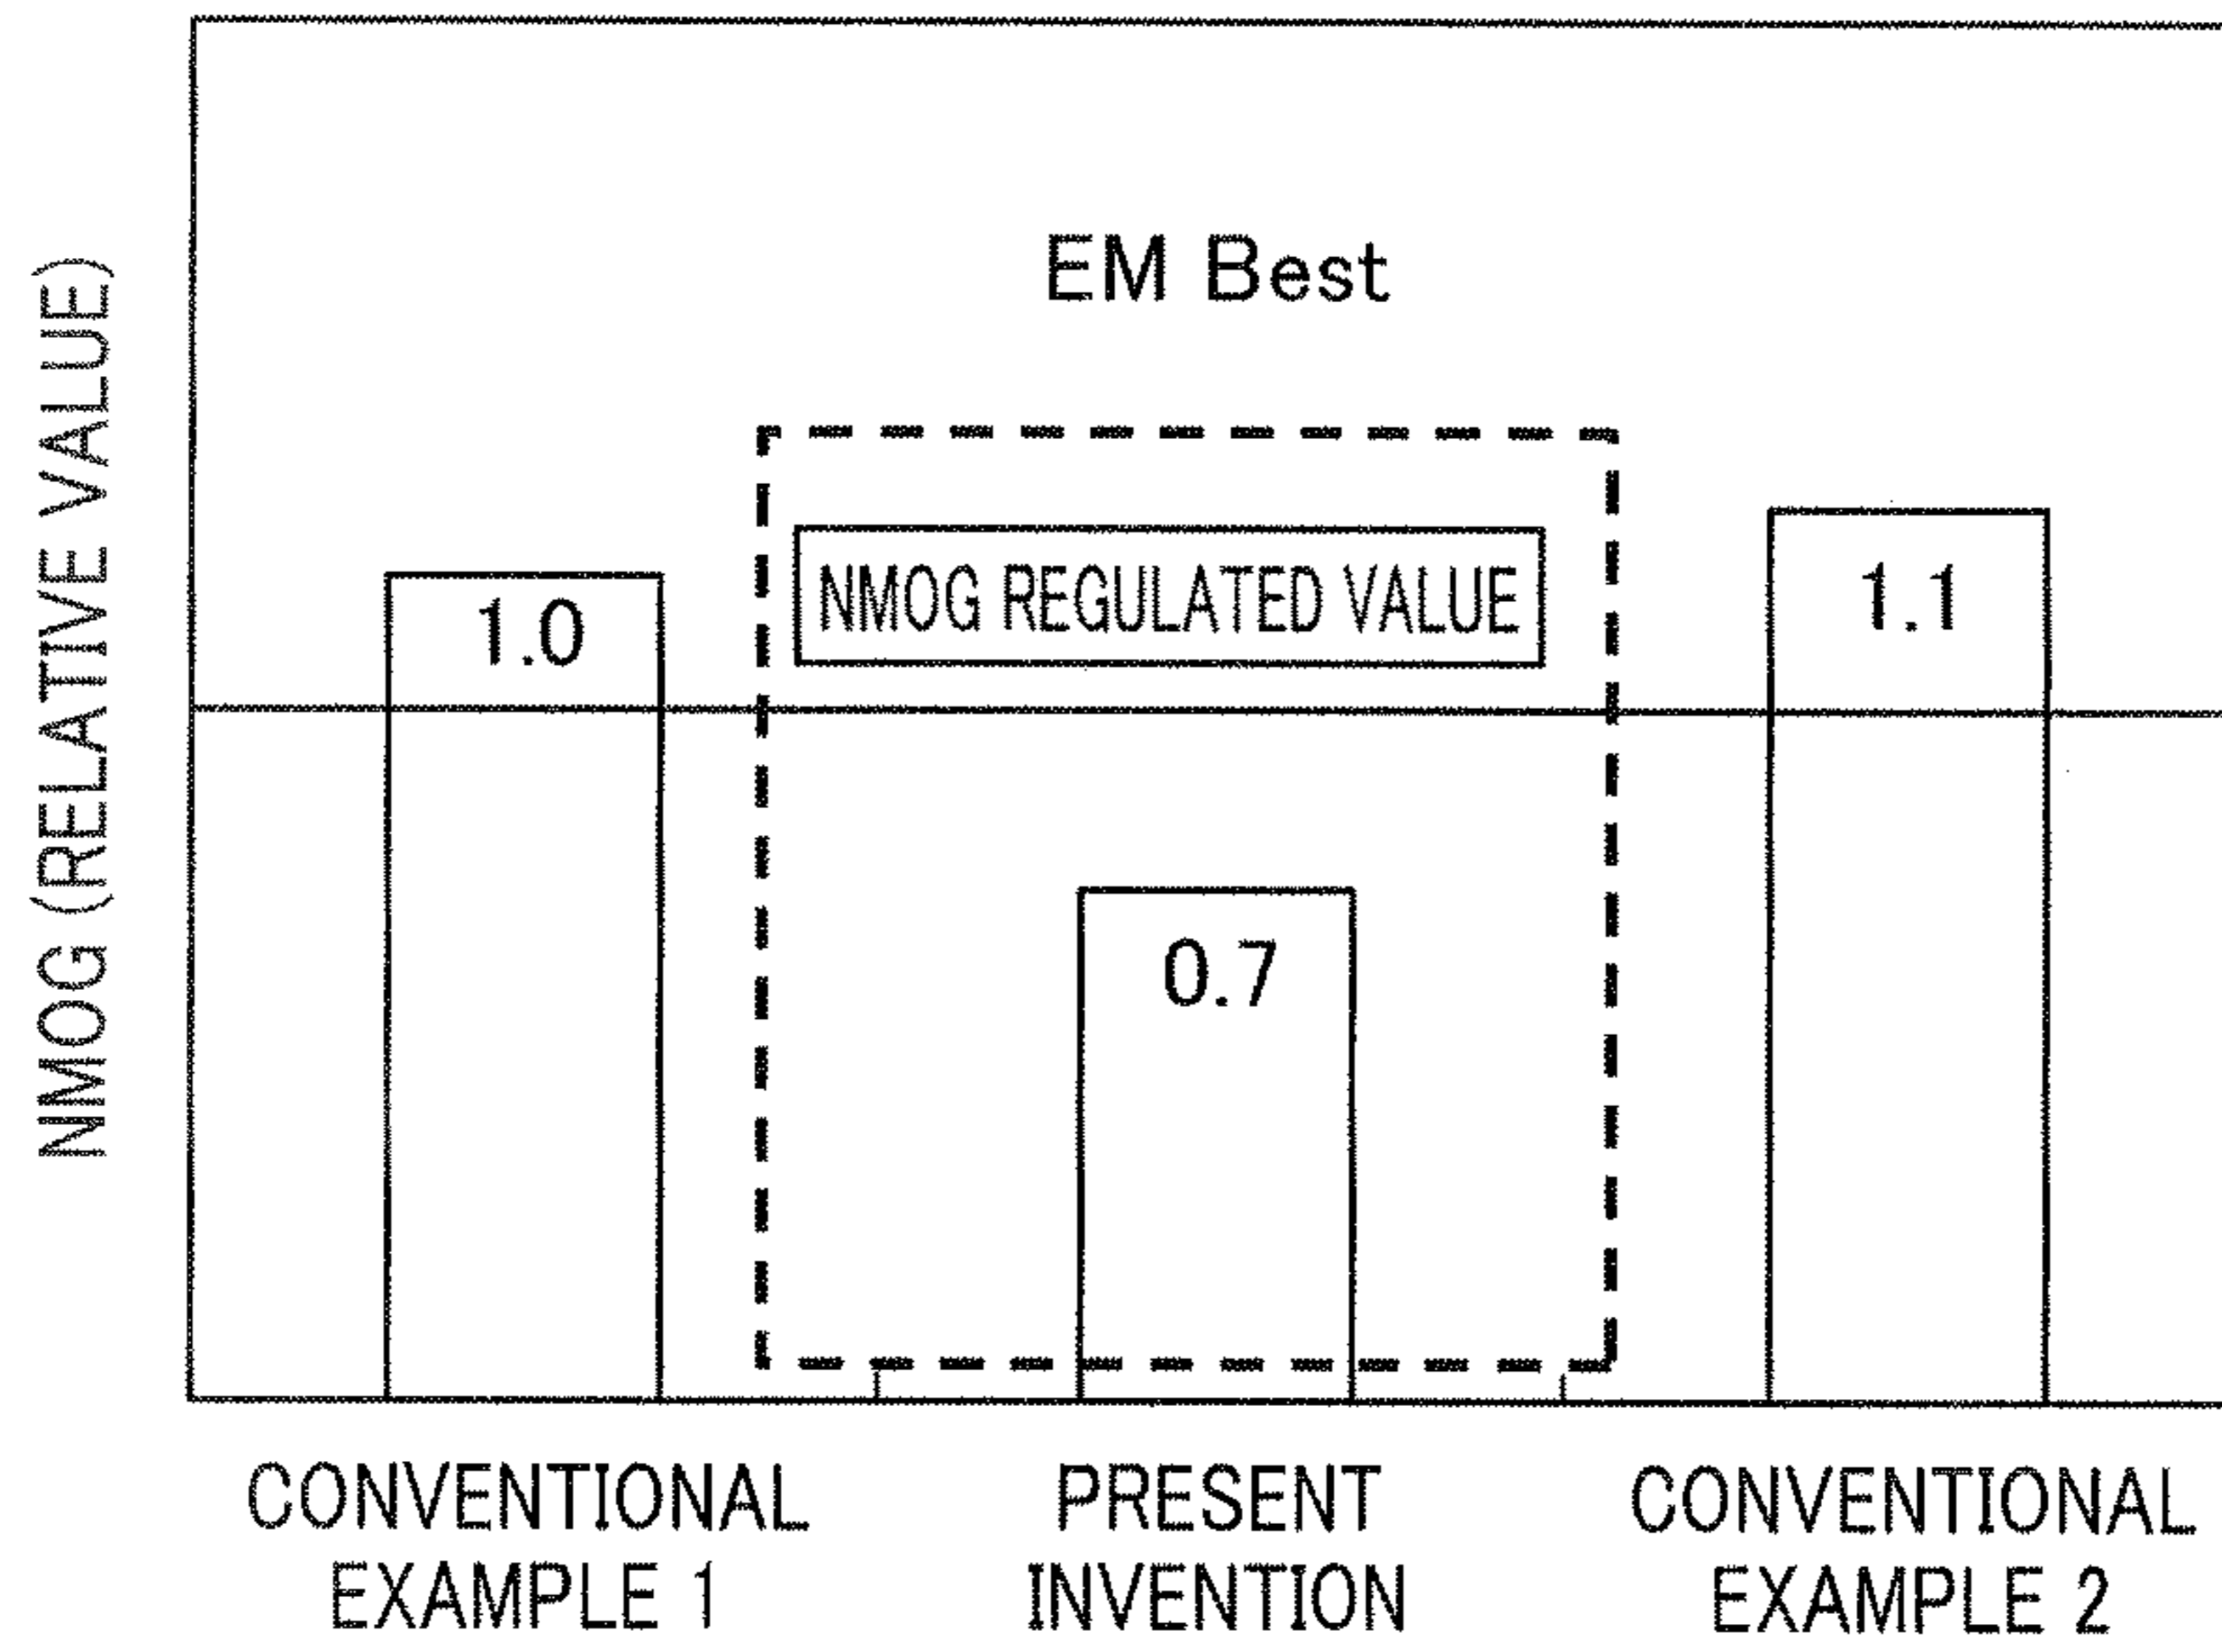 NMOG (RELATIVE VALUE)
EM Best
NMOG REGULATED VALUE
1.0
0.7
1.1
CONVENTIONAL
EXAMPLE 1
PRESENT
INVENTION
CONVENTIONAL
EXAMPLE 2